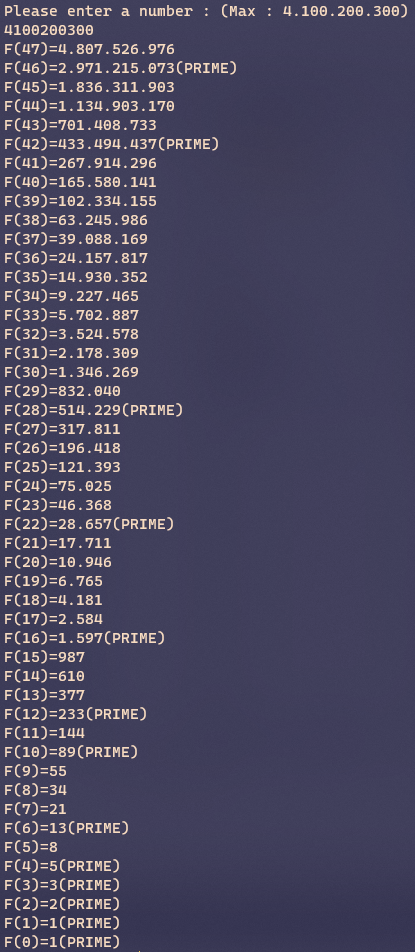 Please enter a number : (Max : 4.100.200.300)
4100200300
F(47)=4.807.526.976
F(46)=2.971.215.073(PRIME)
F(45)=1.836.311.903
F(44)=1.134.903.170
F(43)=701.408.733
F(42)=433.494.437(PRIME)
F(41)=267.914.296
F(40)=165.580.141
F(39)=102.334.155
F(38)=63.245.986
F(37)=39.088.169
F(36)=24.157.817
F(35)=14.930.352
F(34)=9.227.465
F(33)=5.702.887
F(32)=3.524.578
F(31)=2.178.309
F(30)=1.346.269
F(29)=832.040
F(28)=514.229(PRIME)
F(27)=317.811
F(26)=196.418
F(25)=121.393
F(24)=75.025
F(23)=46.368
F(22)=28.657(PRIME)
F(21)=17.711
F(20)=10.946
F(19)=6.765
F(18)=4.181
F(17)=2.584
F(16)=1.597(PRIME)
F(15)=987
F(14)=610
F(13)=377
F(12)=233(PRIME)
F(11)=144
F(10)=89(PRIME)
F(9)=55
F(8)=34
F(7)=21
F(6)=13(PRIME)
F(5)=8
F(4)=5(PRIME)
F(3)=3(PRIME)
F(2)=2(PRIME)
F(1)=1(PRIME)
F(0)=1(PRIME)